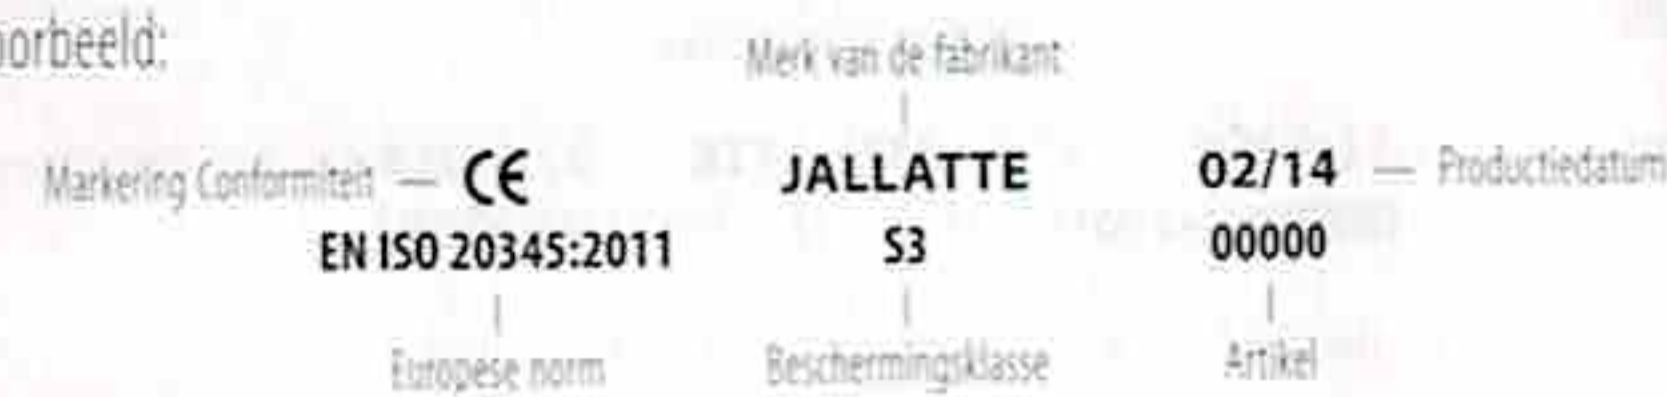 oorbeeld:
Merk van de fabrikant
Markering Conformiteit — CE JALLATTE 02/14 — Productiedatum
EN ISO 20345:2011 S3 00000
Europese norm Beschermingsklasse Artikel